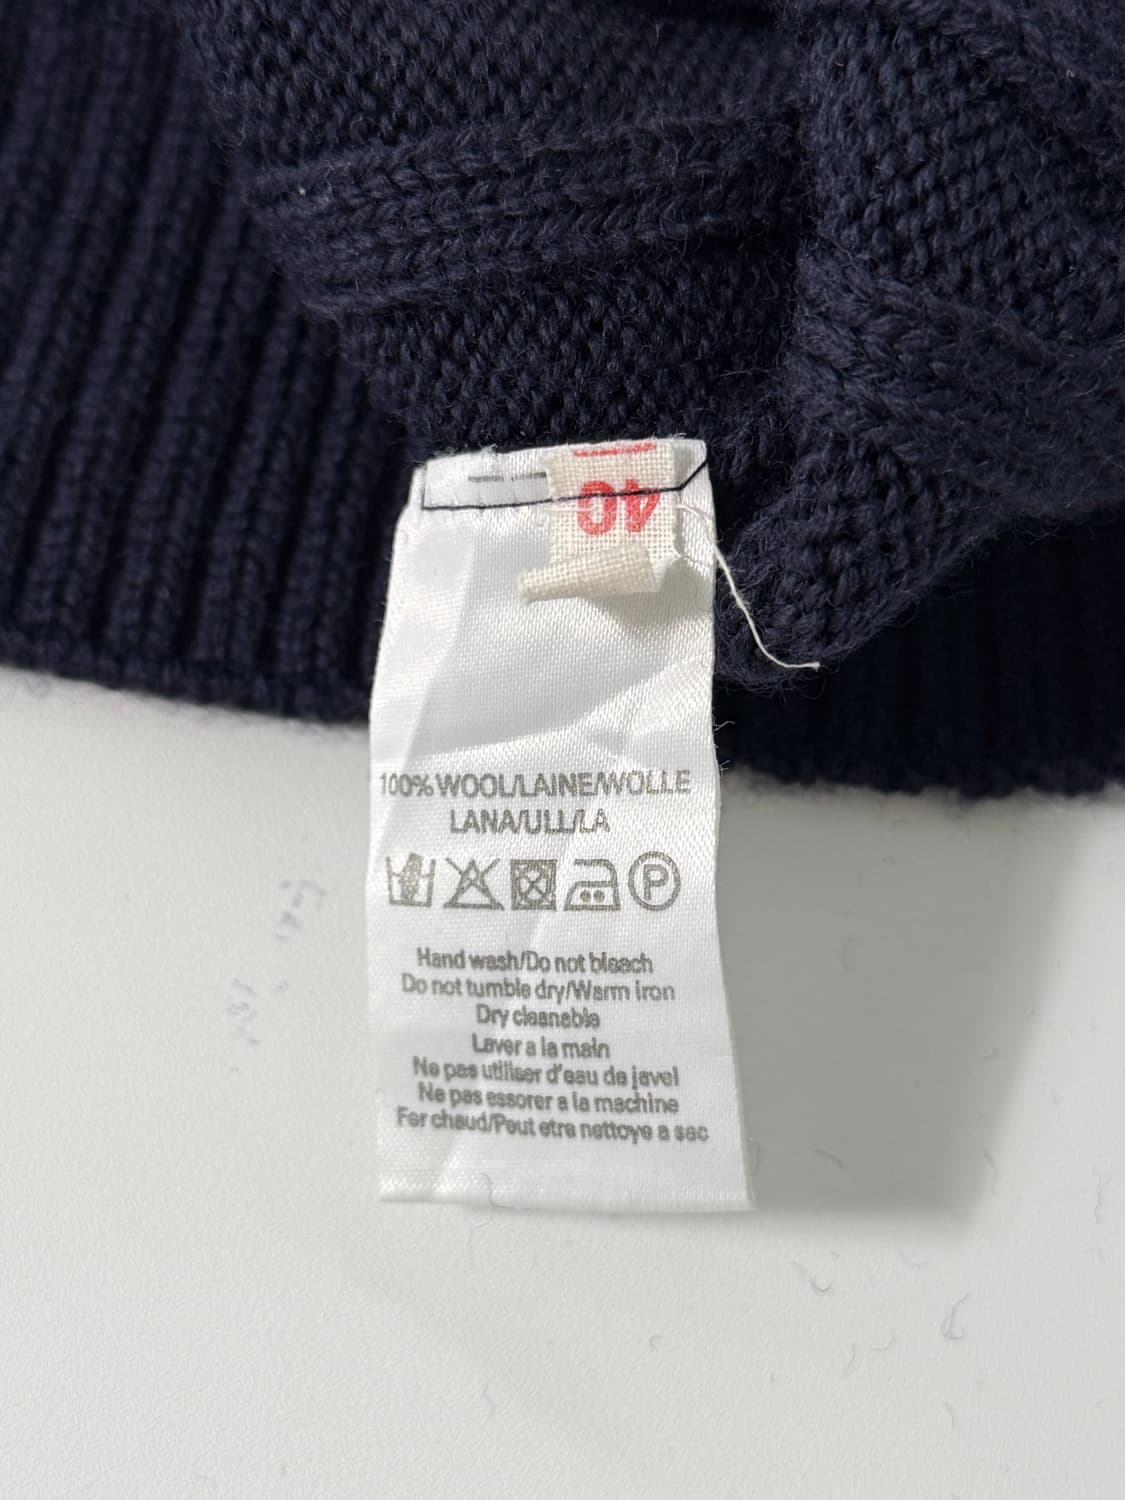 40
100% WOOL/LAINE/WOLLE
LANA/ULL/LA
P
Hand wash/Do not bleach
Do not tumble dry/Warm iron
Dry cleanable
Laver a la main
Ne pas utiliser d'eau de javel
Ne pas essorer a la machine
Fer chaud/Peut etre nettoye a sec